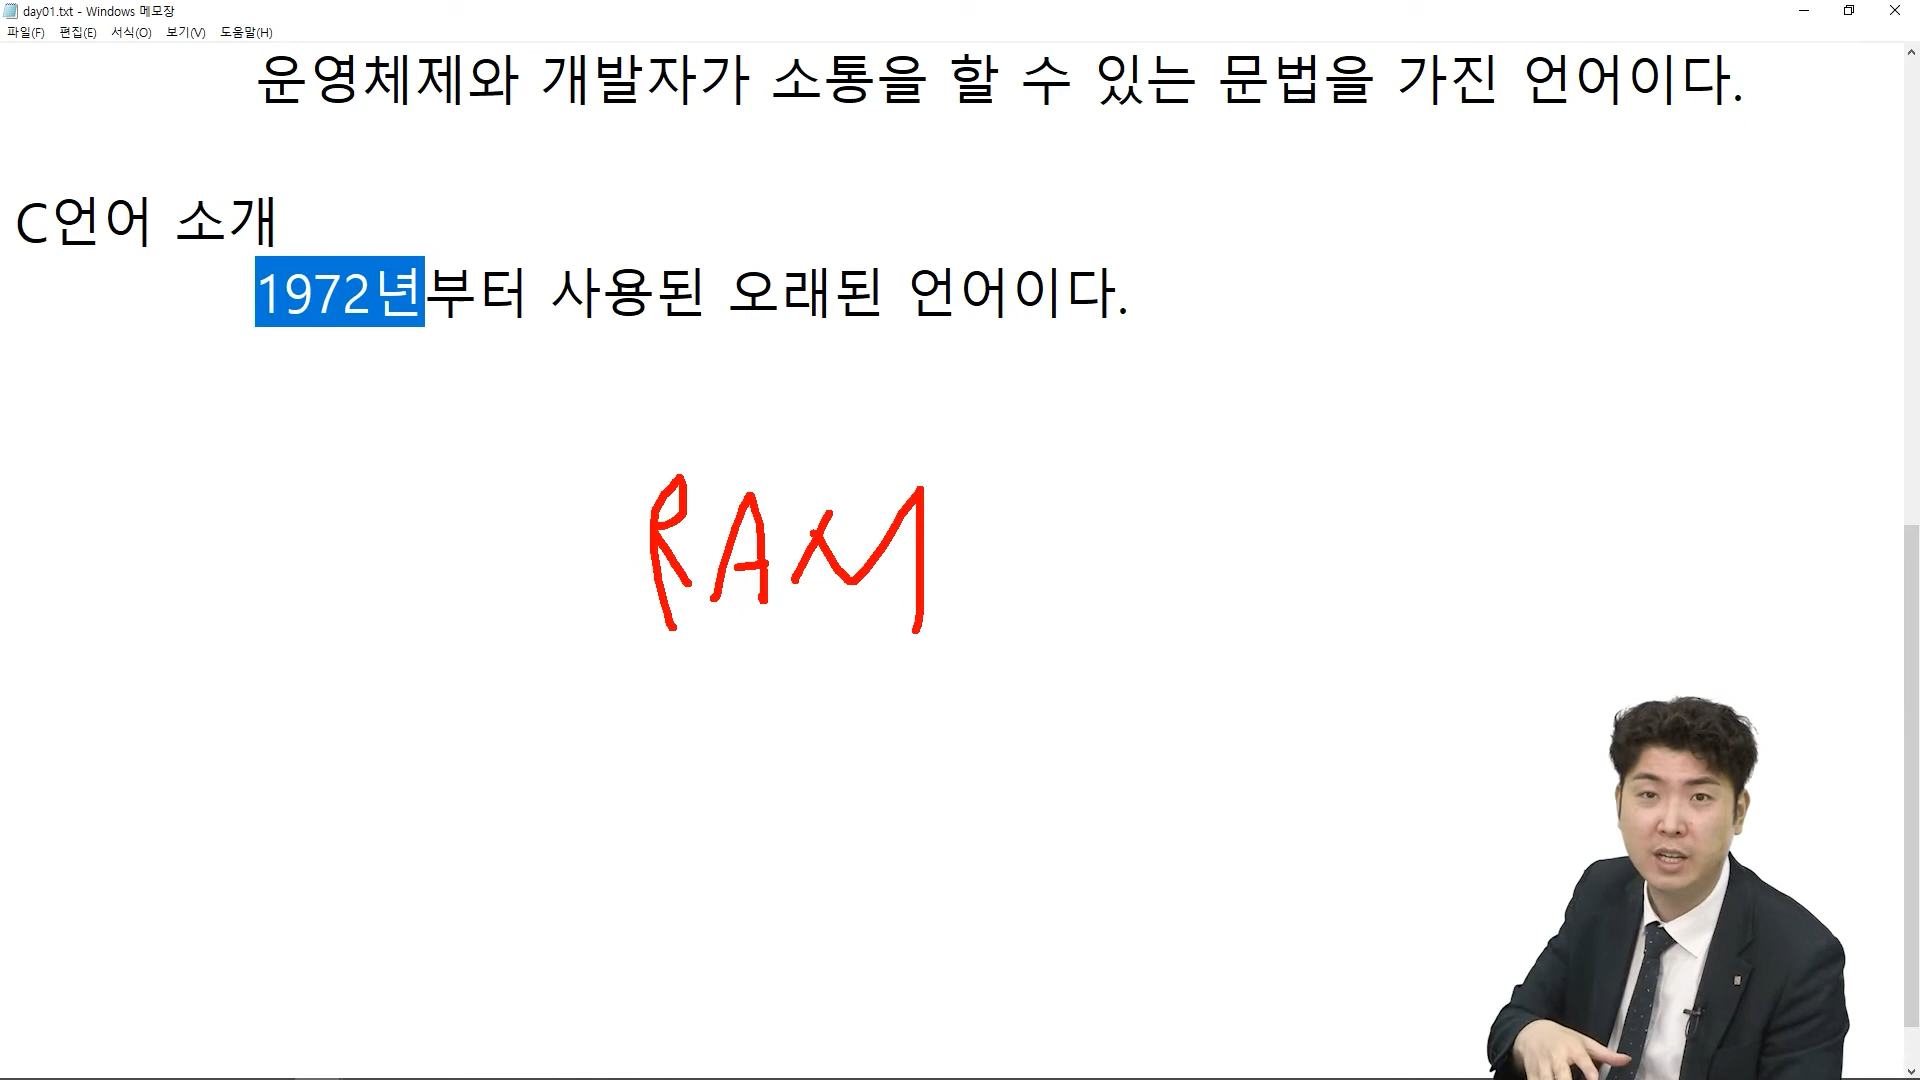 day01.txt - Windows 메모장
파일(F) 편집(E) 서식(O) 보기(V) 도움말(H)
운영체제와 개발자가 소통을 할 수 있는 문법을 가진 언어이다.
C언어 소개
1972년부터 사용된 오래된 언어이다.
RAM